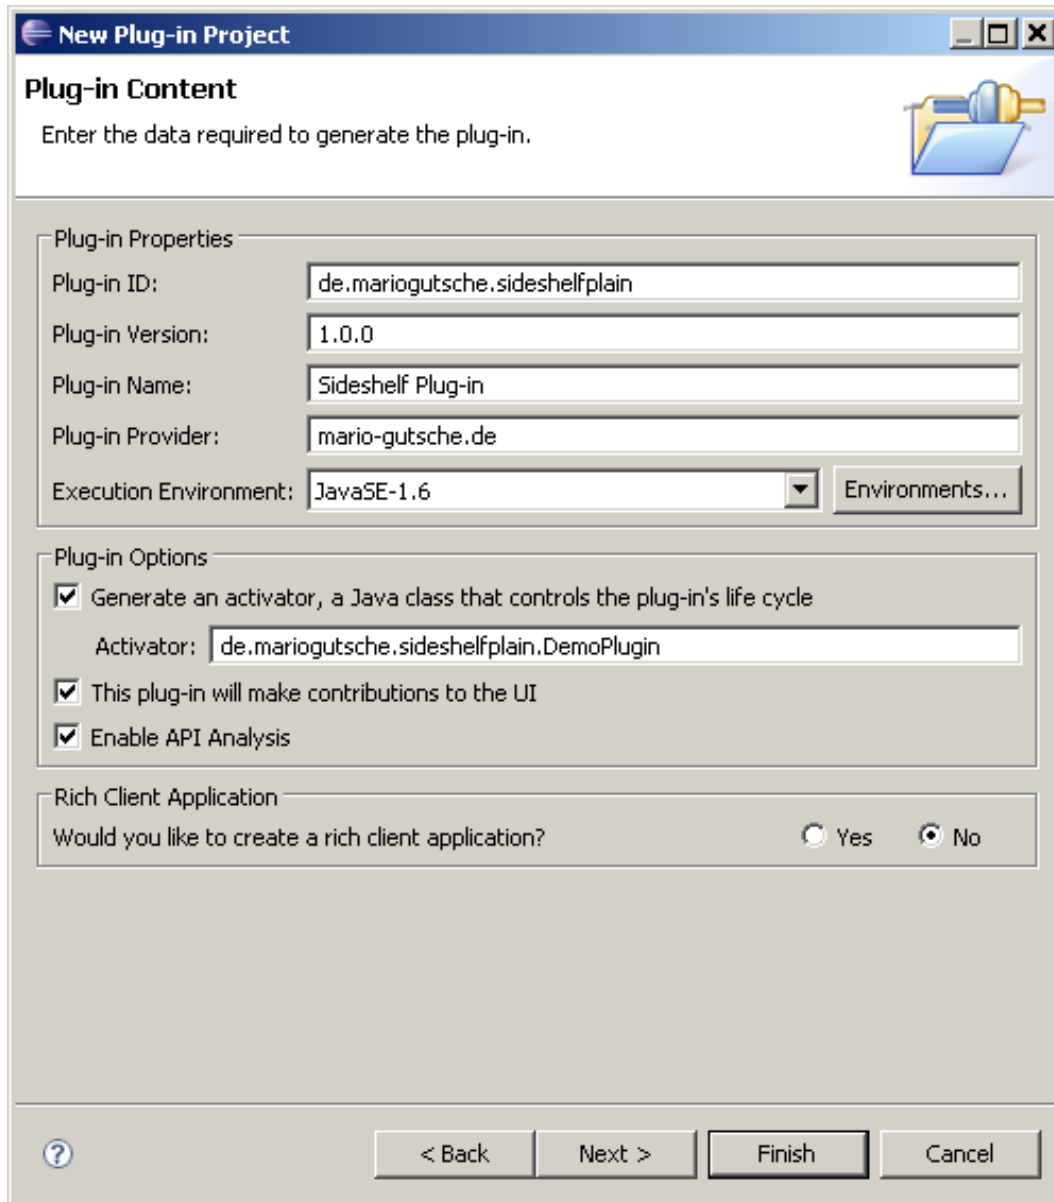 New Plug-in Project
Plug-in Content
Enter the data required to generate the plug-in.
Plug-in Properties
Plug-in ID: de.mariogutsche.sideshelfplain
Plug-in Version: 1.0.0
Plug-in Name: Sideshelf Plug-in
Plug-in Provider: mario-gutsche.de
Execution Environment: JavaSE-1.6 Environments...
Plug-in Options
Generate an activator, a Java class that controls the plug-in's life cycle
Activator: de.mariogutsche.sideshelfplain.DemoPlugin
This plug-in will make contributions to the UI
Enable API Analysis
Rich Client Application
Would you like to create a rich client application? Yes No
? < Back Next > Finish Cancel